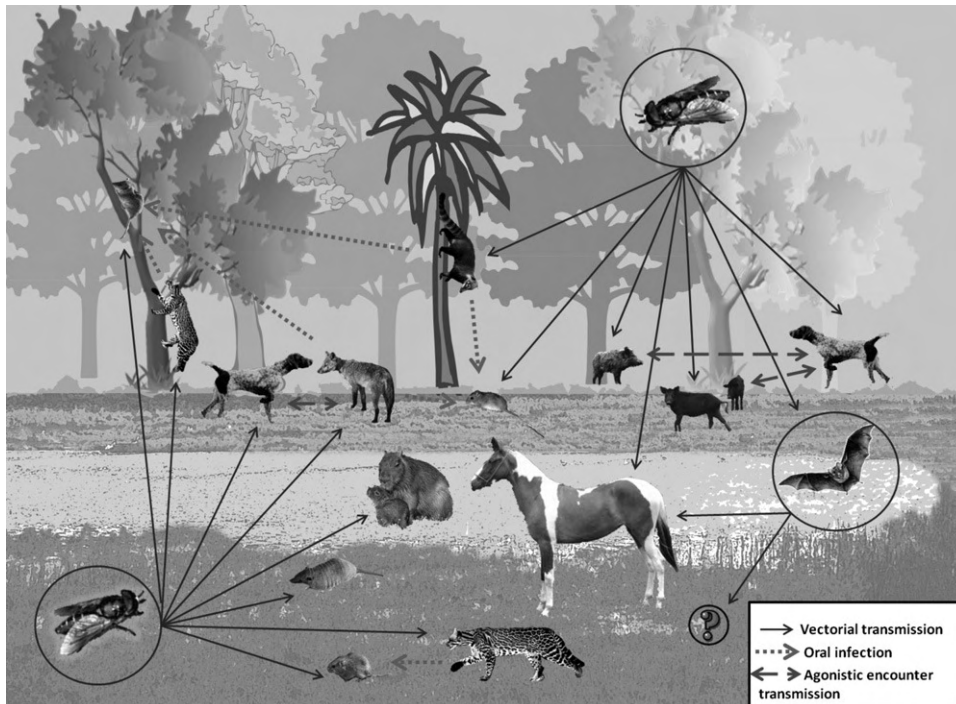 ?
Vectorial transmission
Oral infection
Agonistic encounter
transmission